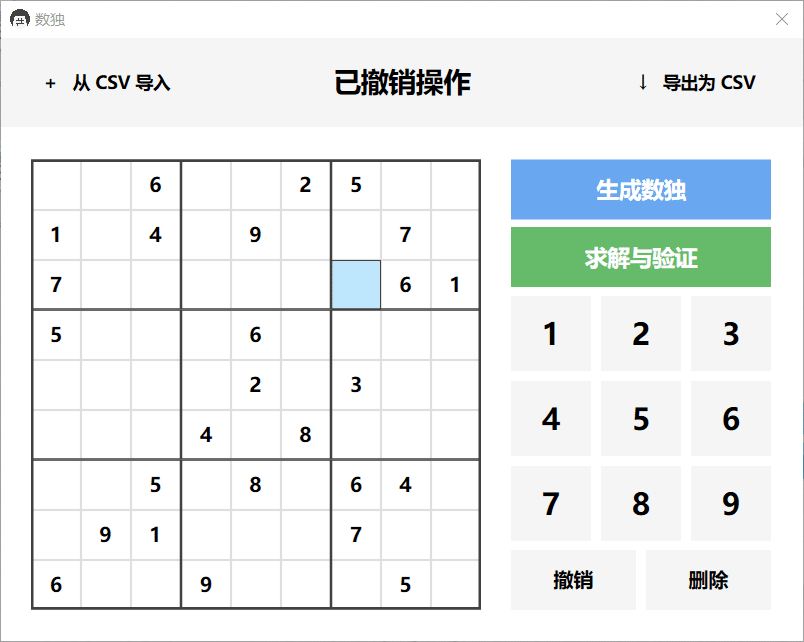 数独
+ 从 CSV 导入
已撤销操作
↓ 导出为 CSV
6 2 5
1 4 9 7
7 6 1
5 6
2 3
4 8
5 8 6 4
9 1 7
6 9 5
生成数独
求解与验证
1 2 3
4 5 6
7 8 9
撤销 删除